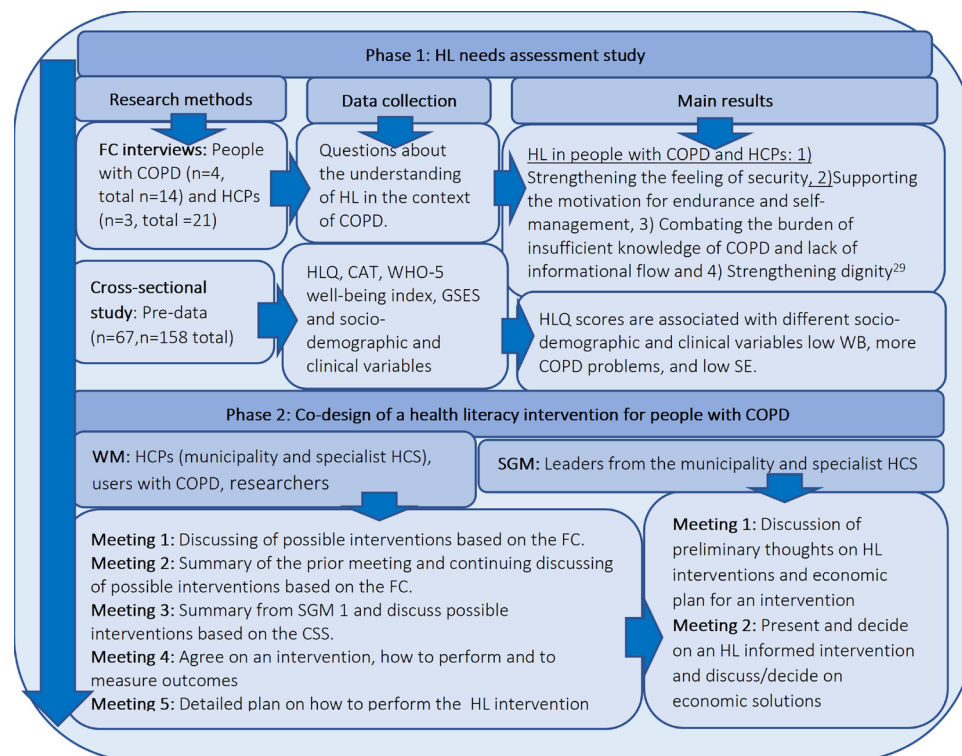 Phase 1: HL needs assessment study
Research methods
Data collection
Main results
FC interviews: People
with COPD (n=4,
total n=14) and HCPs
(n=3, total =21)
Questions about
the understanding
of HL in the context
of COPD.
HL in people with COPD and HCPs: 1)
Strengthening the feeling of security, 2)Supporting
the motivation for endurance and self-
management, 3) Combating the burden of
insufficient knowledge of COPD and lack of
informational flow and 4) Strengthening dignity²⁹
Cross-sectional
study: Pre-data
(n=67,n=158 total)
HLQ, CAT, WHO-5
well-being index, GSES
and socio-
demographic and
clinical variables
HLQ scores are associated with different socio-
demographic and clinical variables low WB, more
COPD problems, and low SE.
Phase 2: Co-design of a health literacy intervention for people with COPD
WM: HCPs (municipality and specialist HCS),
users with COPD, researchers
SGM: Leaders from the municipality and specialist HCS
Meeting 1: Discussing of possible interventions based on the FC.
Meeting 2: Summary of the prior meeting and continuing discussing
of possible interventions based on the FC.
Meeting 3: Summary from SGM 1 and discuss possible
interventions based on the CSS.
Meeting 4: Agree on an intervention, how to perform and to
measure outcomes
Meeting 5: Detailed plan on how to perform the HL intervention
Meeting 1: Discussion of
preliminary thoughts on HL
interventions and economic
plan for an intervention
Meeting 2: Present and decide
on an HL informed intervention
and discuss/decide on
economic solutions